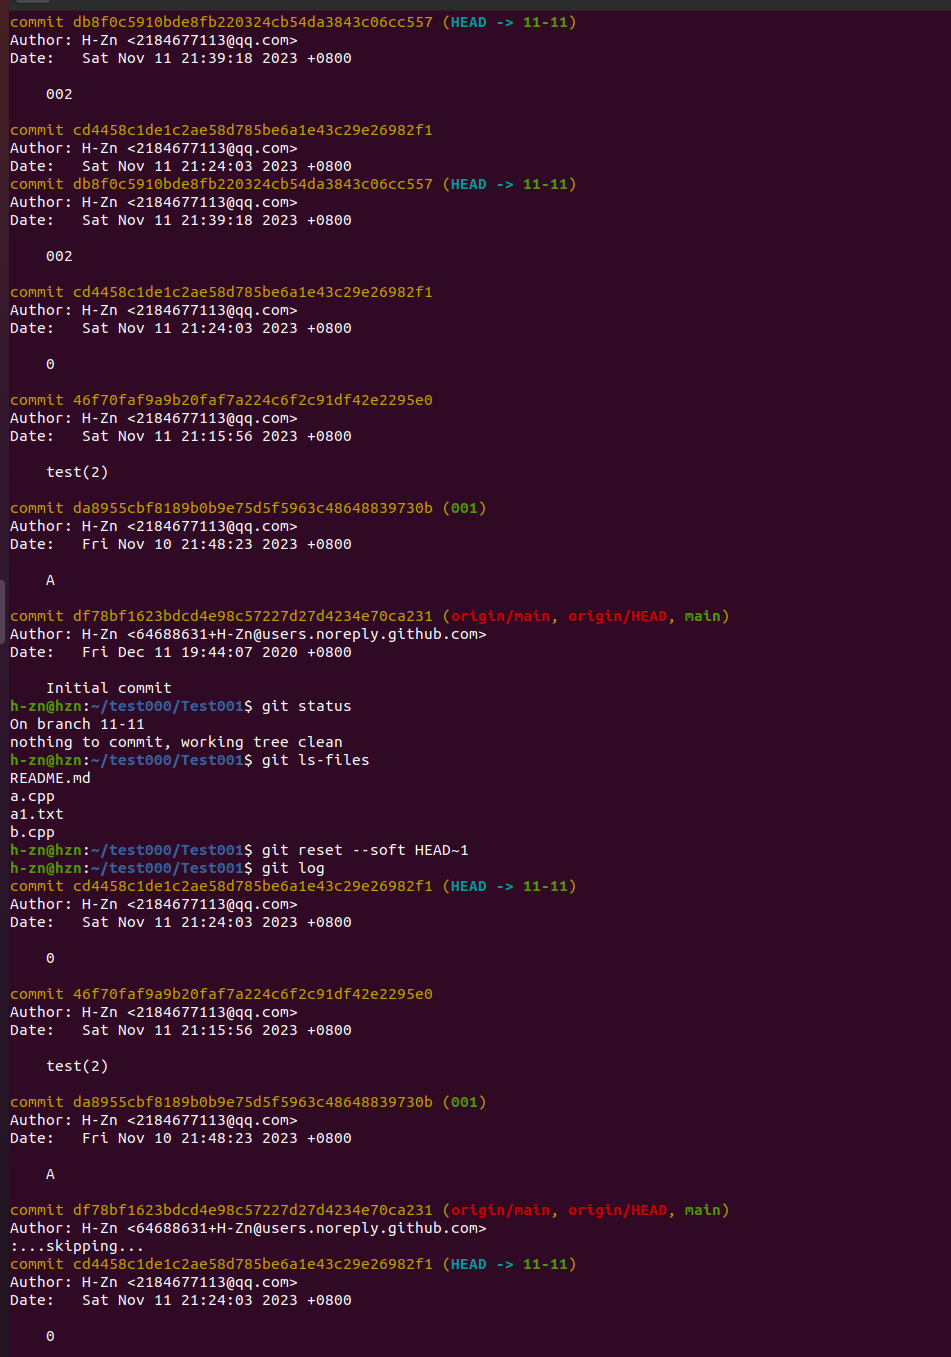 commit db8f0c5910bde8fb220324cb54da3843c06cc557 (HEAD -> 11-11)
Author: H-Zn <2184677113@qq.com>
Date:   Sat Nov 11 21:39:18 2023 +0800

    002

commit cd4458c1de1c2ae58d785be6a1e43c29e26982f1
Author: H-Zn <2184677113@qq.com>
Date:   Sat Nov 11 21:24:03 2023 +0800
commit db8f0c5910bde8fb220324cb54da3843c06cc557 (HEAD -> 11-11)
Author: H-Zn <2184677113@qq.com>
Date:   Sat Nov 11 21:39:18 2023 +0800

    002

commit cd4458c1de1c2ae58d785be6a1e43c29e26982f1
Author: H-Zn <2184677113@qq.com>
Date:   Sat Nov 11 21:24:03 2023 +0800

    0

commit 46f70faf9a9b20faf7a224c6f2c91df42e2295e0
Author: H-Zn <2184677113@qq.com>
Date:   Sat Nov 11 21:15:56 2023 +0800

    test(2)

commit da8955cbf8189b0b9e75d5f5963c48648839730b (001)
Author: H-Zn <2184677113@qq.com>
Date:   Fri Nov 10 21:48:23 2023 +0800

    A

commit df78bf1623bdcd4e98c57227d27d4234e70ca231 (origin/main, origin/HEAD, main)
Author: H-Zn <64688631+H-Zn@users.noreply.github.com>
Date:   Fri Dec 11 19:44:07 2020 +0800

    Initial commit
h-zn@hzn:~/test000/Test001$ git status
On branch 11-11
nothing to commit, working tree clean
h-zn@hzn:~/test000/Test001$ git ls-files
README.md
a.cpp
a1.txt
b.cpp
h-zn@hzn:~/test000/Test001$ git reset --soft HEAD~1
h-zn@hzn:~/test000/Test001$ git log
commit cd4458c1de1c2ae58d785be6a1e43c29e26982f1 (HEAD -> 11-11)
Author: H-Zn <2184677113@qq.com>
Date:   Sat Nov 11 21:24:03 2023 +0800

    0

commit 46f70faf9a9b20faf7a224c6f2c91df42e2295e0
Author: H-Zn <2184677113@qq.com>
Date:   Sat Nov 11 21:15:56 2023 +0800

    test(2)

commit da8955cbf8189b0b9e75d5f5963c48648839730b (001)
Author: H-Zn <2184677113@qq.com>
Date:   Fri Nov 10 21:48:23 2023 +0800

    A

commit df78bf1623bdcd4e98c57227d27d4234e70ca231 (origin/main, origin/HEAD, main)
Author: H-Zn <64688631+H-Zn@users.noreply.github.com>
:...skipping...
commit cd4458c1de1c2ae58d785be6a1e43c29e26982f1 (HEAD -> 11-11)
Author: H-Zn <2184677113@qq.com>
Date:   Sat Nov 11 21:24:03 2023 +0800

    0